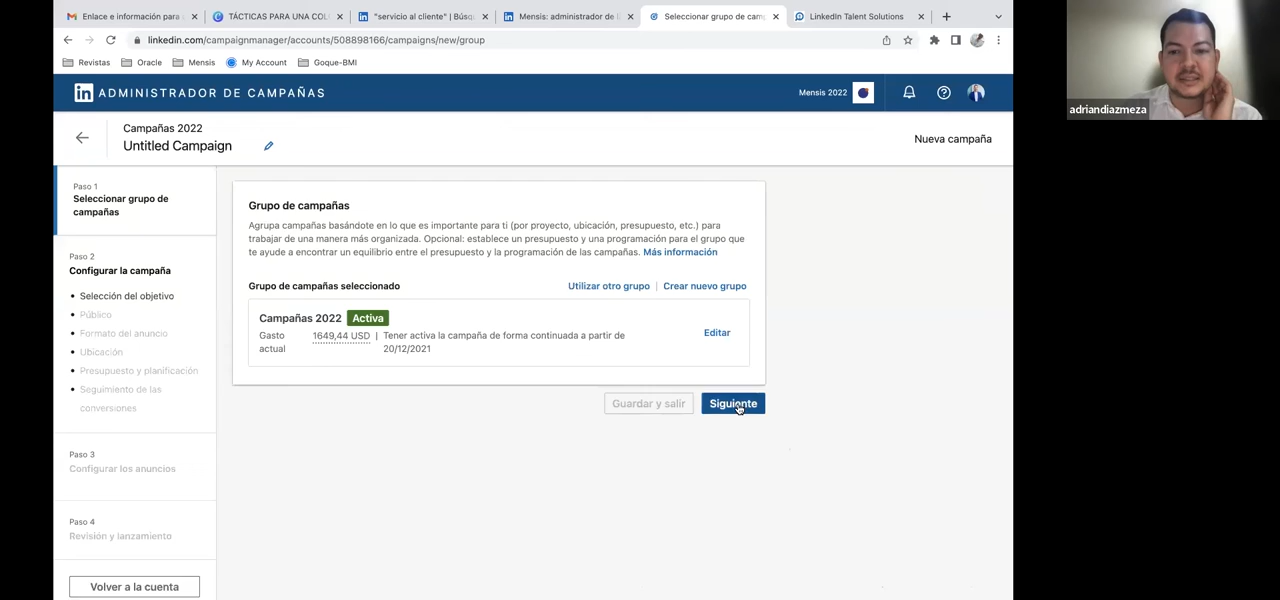 Enlace e información para
TÁCTICAS PARA UNA COL
"servicio al cliente" | Búsq
Mensis: administrador de
Seleccionar grupo de cam
LinkedIn Talent Solutions
linkedin.com/campaignmanager/accounts/508898166/campaigns/new/group
Revistas
Oracle
Mensis
My Account
Goque-BMI
in ADMINISTRADOR DE CAMPAÑAS
Mensis 2022
Campañas 2022
Untitled Campaign
Nueva campaña
Paso 1
Seleccionar grupo de
campañas
Paso 2
Configurar la campaña
• Selección del objetivo
• Público
• Formato del anuncio
• Ubicación
• Presupuesto y planificación
• Seguimiento de las
conversiones
Paso 3
Configurar los anuncios
Paso 4
Revisión y lanzamiento
Volver a la cuenta
Grupo de campañas
Agrupa campañas basándote en lo que es importante para ti (por proyecto, ubicación, presupuesto, etc.) para
trabajar de una manera más organizada. Opcional: establece un presupuesto y una programación para el grupo que
te ayude a encontrar un equilibrio entre el presupuesto y la programación de las campañas. Más información
Grupo de campañas seleccionado
Utilizar otro grupo | Crear nuevo grupo
Campañas 2022 Activa
Gasto
actual
1649,44 USD | Tener activa la campaña de forma continuada a partir de
20/12/2021
Editar
Guardar y salir
Siguiente
adriandiazmeza